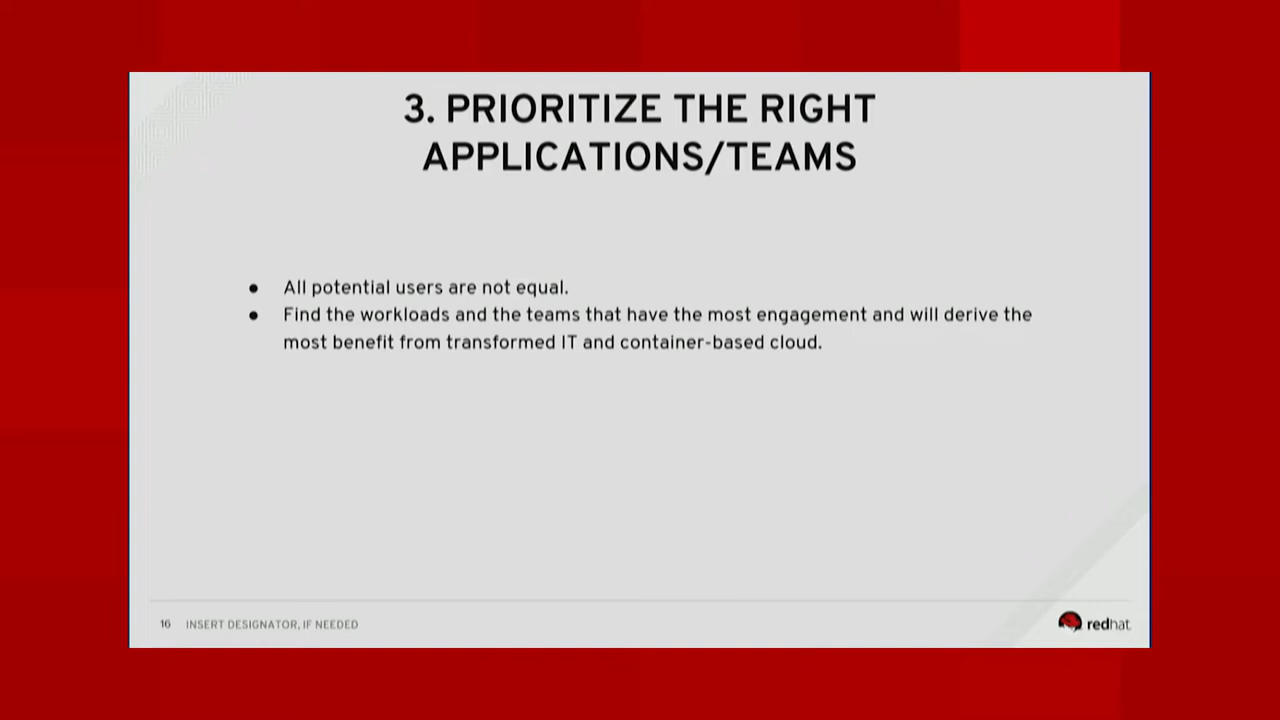 3. PRIORITIZE THE RIGHT
APPLICATIONS/TEAMS
● All potential users are not equal.
● Find the workloads and the teams that have the most engagement and will derive the
most benefit from transformed IT and container-based cloud.
16 INSERT DESIGNATOR, IF NEEDED
redhat.